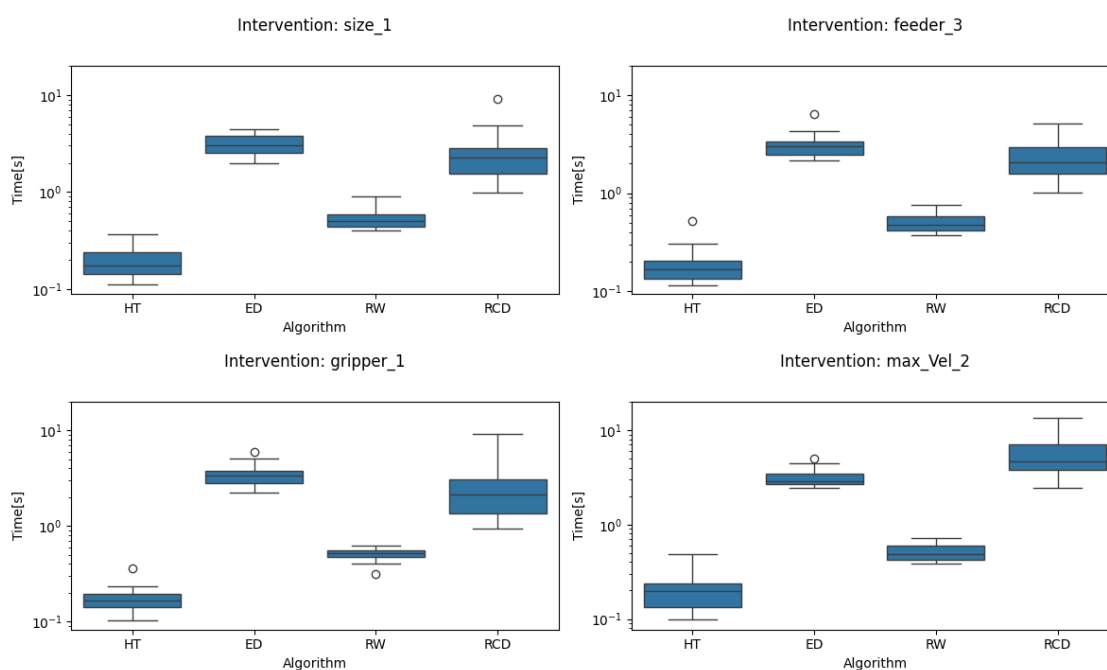 Intervention: size_1
Time[s]
10¹
10⁰
10⁻¹
HT ED RW RCD
Algorithm
Intervention: feeder_3
Time[s]
10¹
10⁰
10⁻¹
HT ED RW RCD
Algorithm
Intervention: gripper_1
Time[s]
10¹
10⁰
10⁻¹
HT ED RW RCD
Algorithm
Intervention: max_Vel_2
Time[s]
10¹
10⁰
10⁻¹
HT ED RW RCD
Algorithm